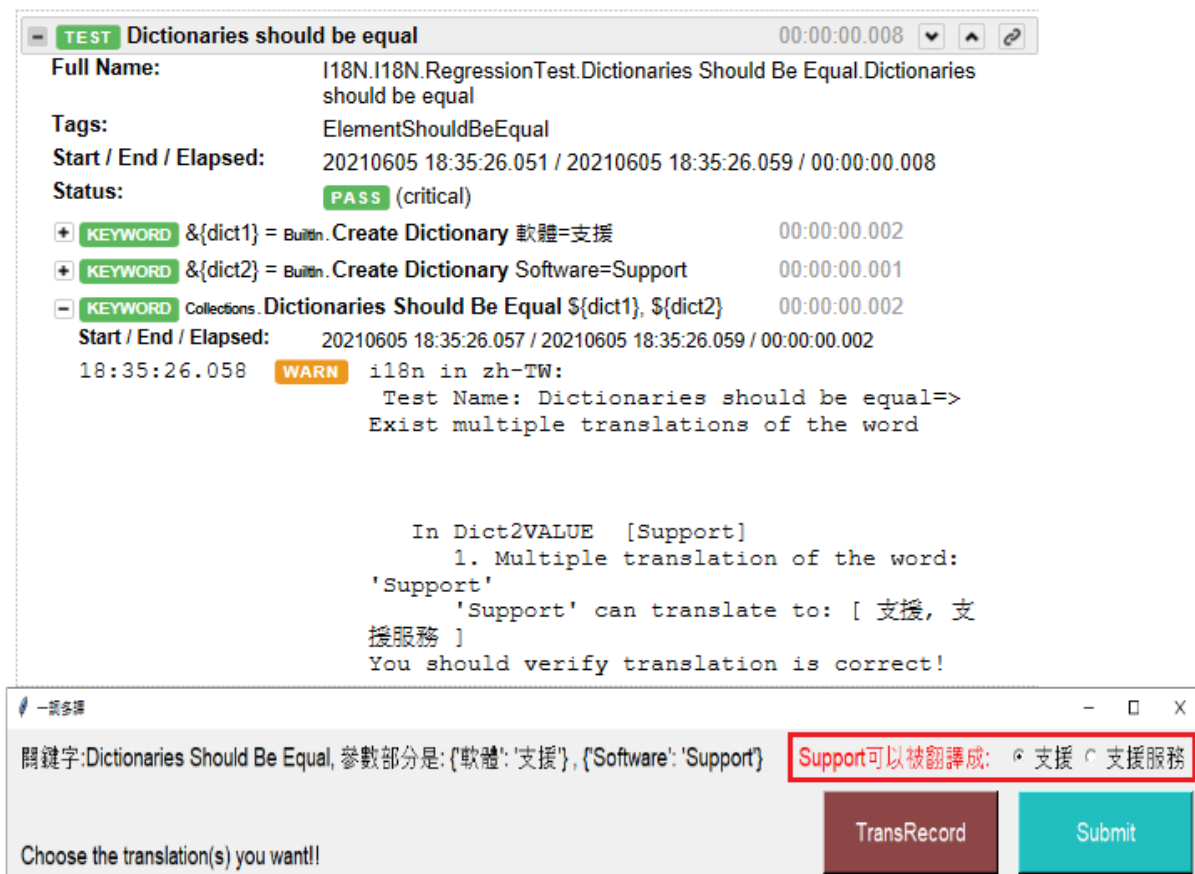 - TEST Dictionaries should be equal 00:00:00.008
Full Name: I18N.I18N.RegressionTest.Dictionaries Should Be Equal.Dictionaries
should be equal
Tags: ElementShouldBeEqual
Start / End / Elapsed: 20210605 18:35:26.051 / 20210605 18:35:26.059 / 00:00:00.008
Status: PASS (critical)
+ KEYWORD &{dict1} = BuiltIn.Create Dictionary 軟體=支援 00:00:00.002
+ KEYWORD &{dict2} = BuiltIn.Create Dictionary Software=Support 00:00:00.001
- KEYWORD Collections.Dictionaries Should Be Equal ${dict1}, ${dict2} 00:00:00.002
Start / End / Elapsed: 20210605 18:35:26.057 / 20210605 18:35:26.059 / 00:00:00.002
18:35:26.058 WARN i18n in zh-TW:
Test Name: Dictionaries should be equal=>
Exist multiple translations of the word
In Dict2VALUE [Support]
1. Multiple translation of the word:
'Support'
'Support' can translate to: [ 支援, 支
援服務 ]
You should verify translation is correct!
一詞多譯
關鍵字:Dictionaries Should Be Equal, 參數部分是: {'軟體': '支援'} , {'Software': 'Support'} Support可以被翻譯成: 支援 支援服務
TransRecord Submit
Choose the translation(s) you want!!